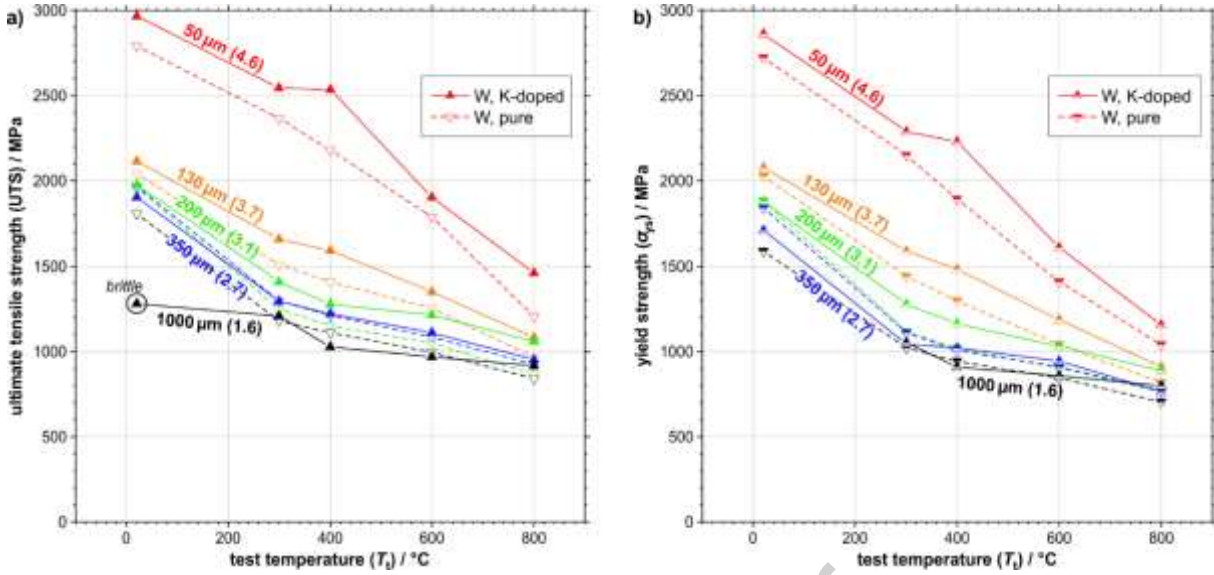 a)
ultimate tensile strength (UTS) / MPa
3000
2500
2000
1500
1000
500
0
0 200 400 600 800
test temperature (Tt) / °C
50 µm (4.6)
130 µm (3.7)
200 µm (3.1)
350 µm (2.7)
brittle
1000 µm (1.6)
W, K-doped
W, pure
b)
yield strength (αys) / MPa
3000
2500
2000
1500
1000
500
0
0 200 400 600 800
test temperature (Tt) / °C
50 µm (4.6)
130 µm (3.7)
200 µm (3.1)
350 µm (2.7)
1000 µm (1.6)
W, K-doped
W, pure